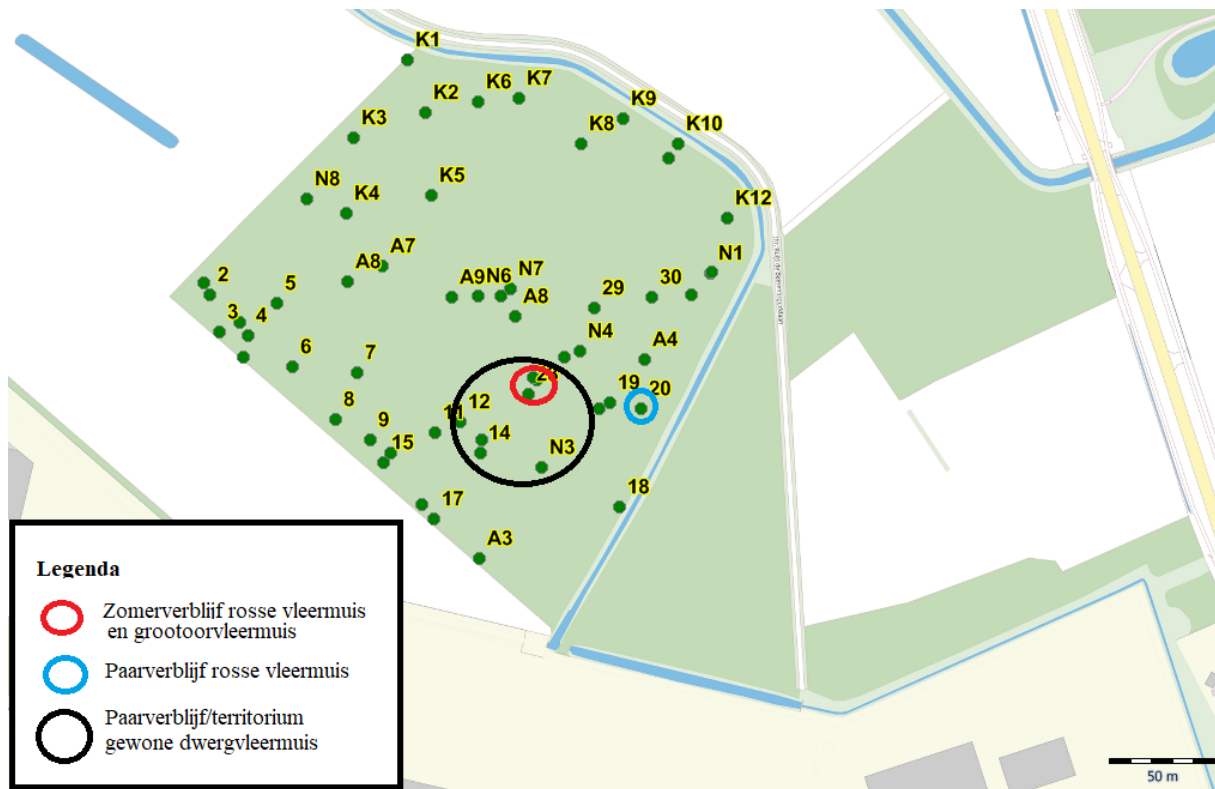 K1
K6
K7
K2
K9
K3
K8
K10
N8
K4
K5
K12
A7
N1
2
A8
A9
N6
N7
5
29
30
A8
3
4
N4
A4
6
7
19
20
8
12
9
11
14
15
N3
17
18
A3
Legenda
Zomerverblijf rosse vleermuis
en grootoorvleermuis
Paarverblijf rosse vleermuis
Paarverblijf/territorium
gewone dwergvleermuis
50 m